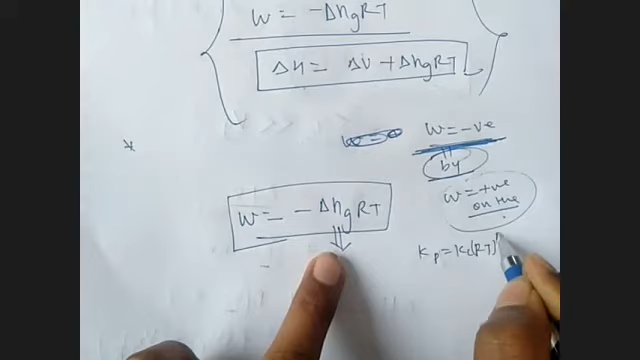 W = -ΔngRT
ΔH = ΔU + ΔngRT
W = -ve
by
W = +ve
on the
W = -ΔngRT
Kp = Kc(RT)